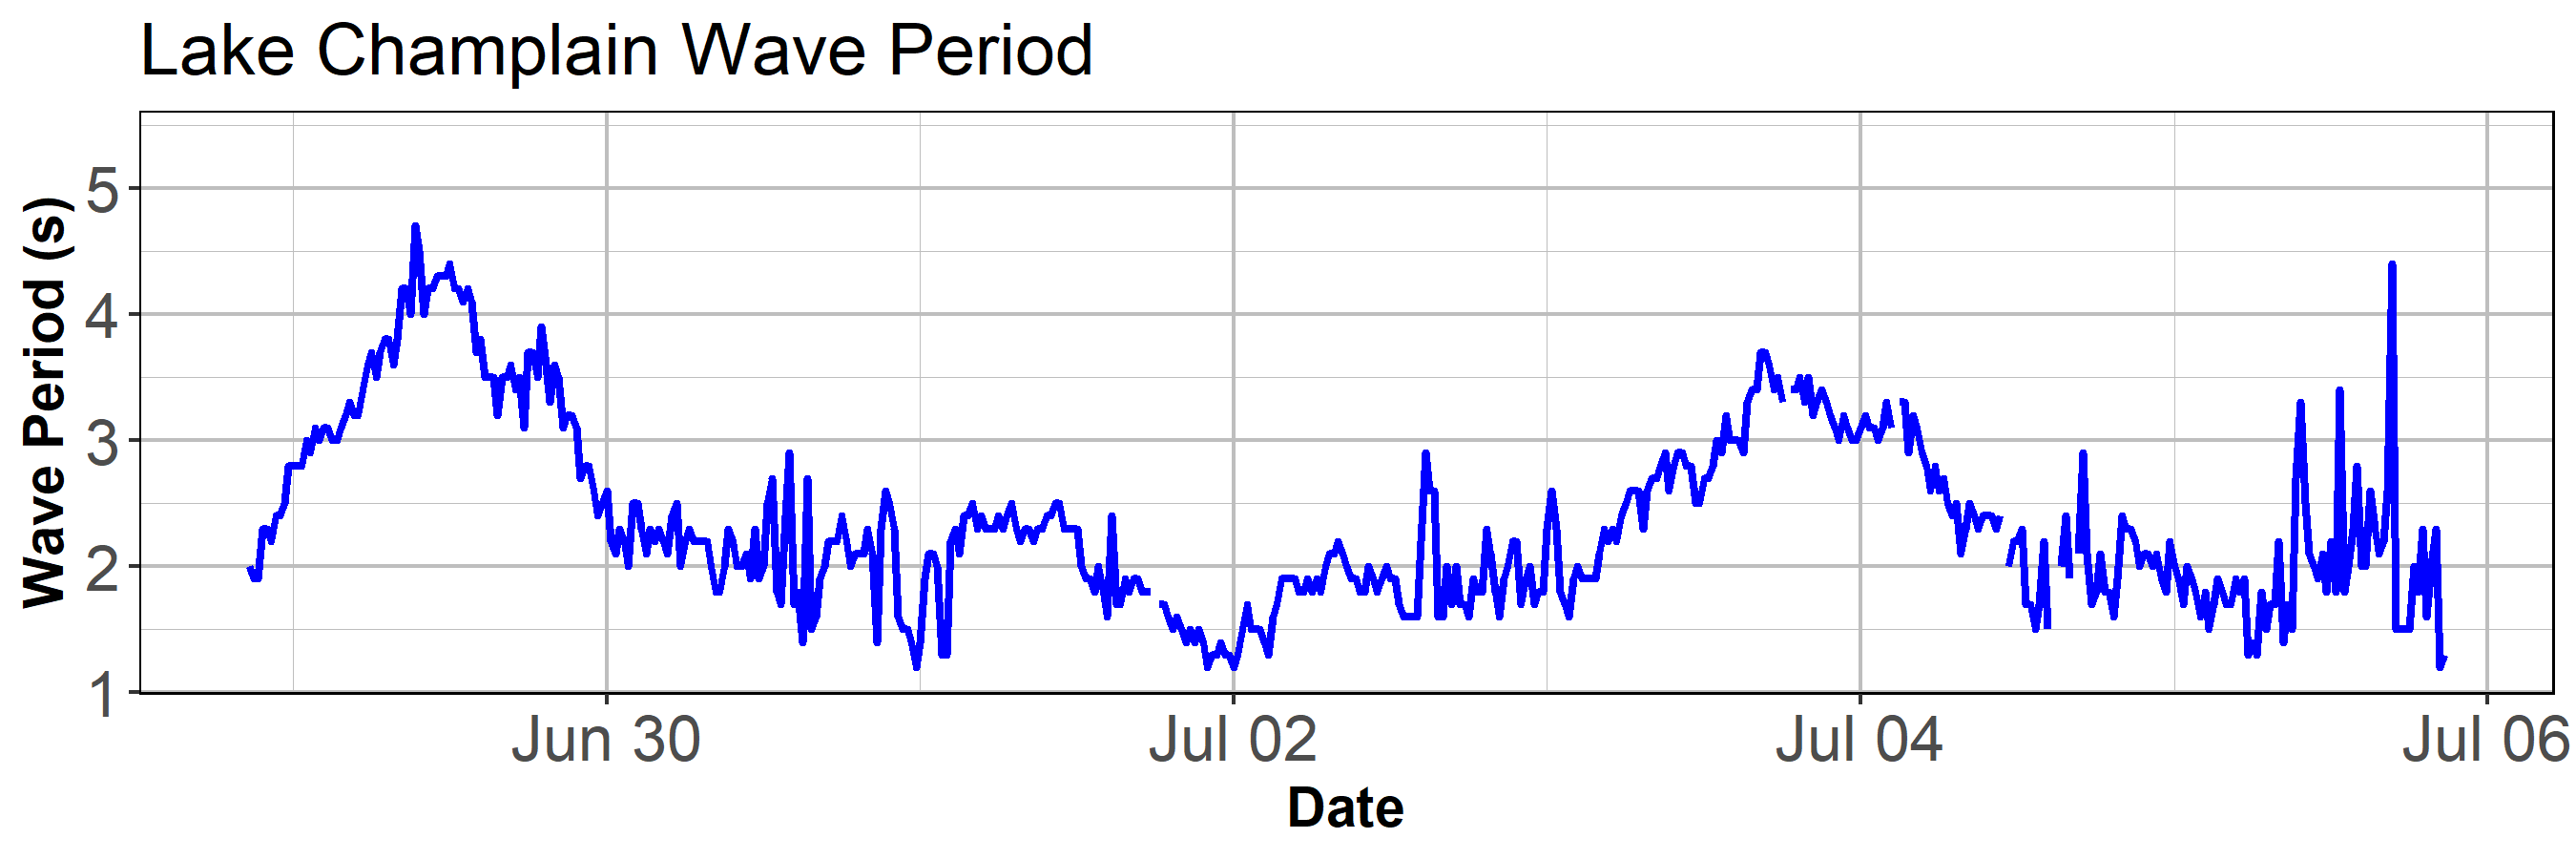 Lake Champlain Wave Period
Wave Period (s)
5
4
3
2
1
Jun 30
Jul 02
Jul 04
Jul 06
Date